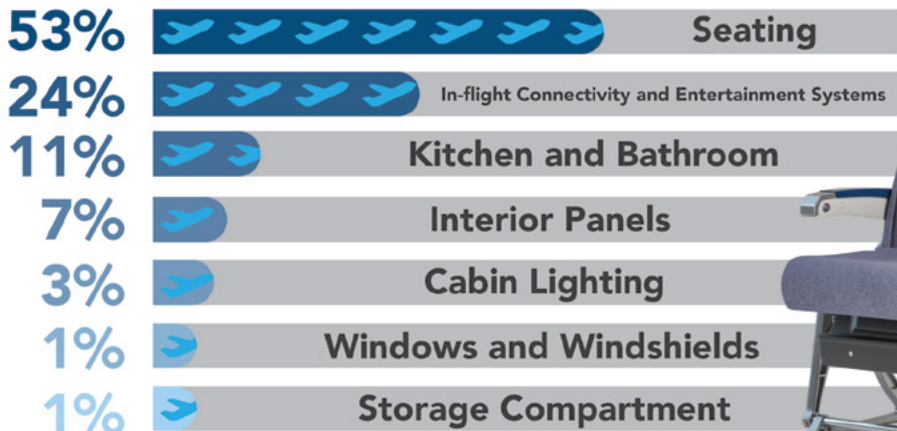 53% Seating
24% In-flight Connectivity and Entertainment Systems
11% Kitchen and Bathroom
7% Interior Panels
3% Cabin Lighting
1% Windows and Windshields
1% Storage Compartment